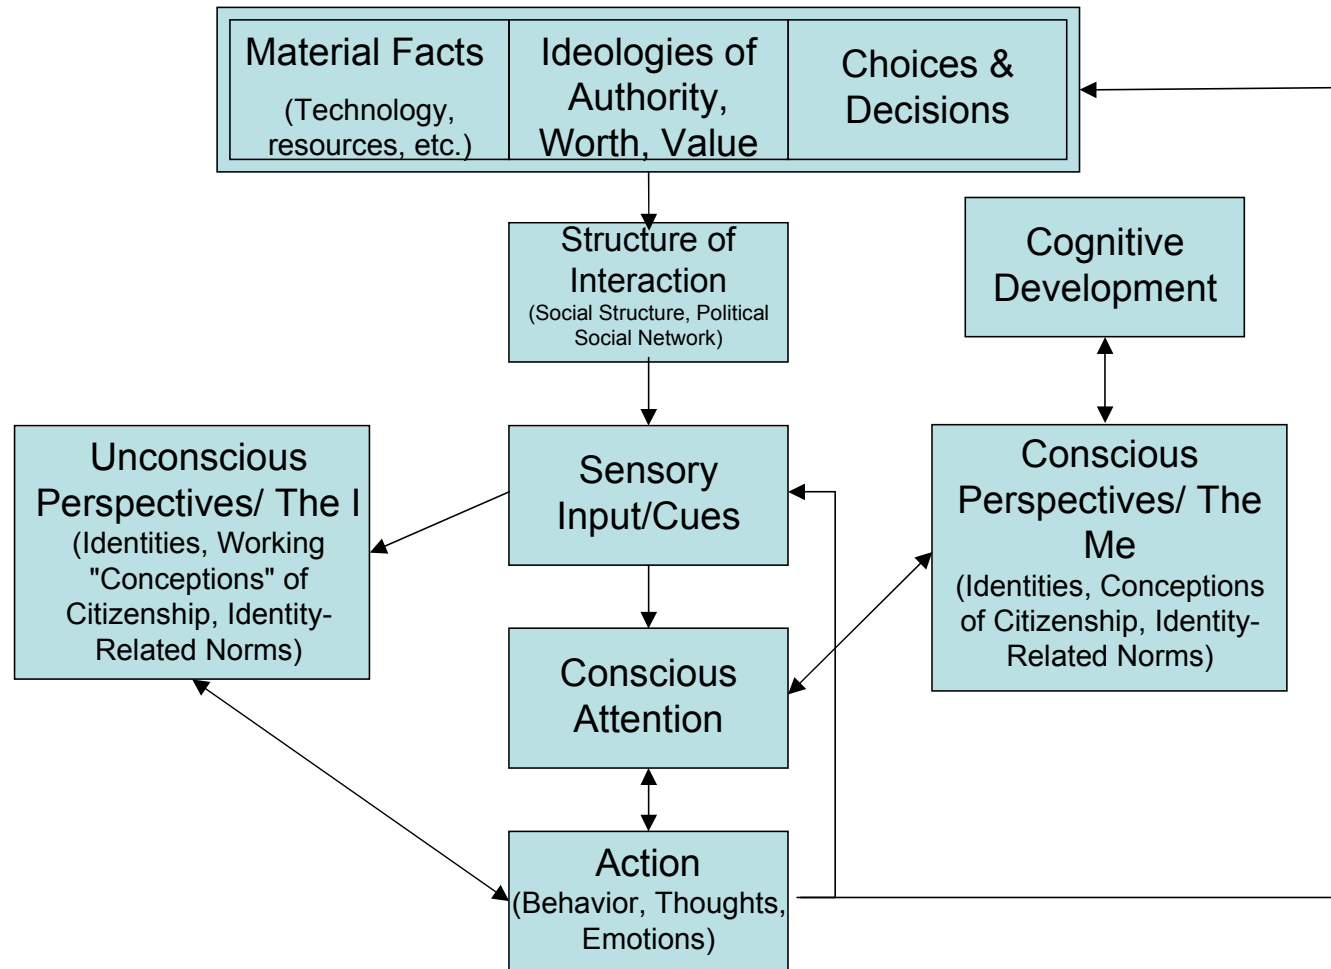 Material Facts
(Technology,
resources, etc.)
Ideologies of
Authority,
Worth, Value
Choices &
Decisions
Structure of
Interaction
(Social Structure, Political
Social Network)
Cognitive
Development
Unconscious
Perspectives/ The I
(Identities, Working
"Conceptions" of
Citizenship, Identity-
Related Norms)
Sensory
Input/Cues
Conscious
Perspectives/ The
Me
(Identities, Conceptions
of Citizenship, Identity-
Related Norms)
Conscious
Attention
Action
(Behavior, Thoughts,
Emotions)